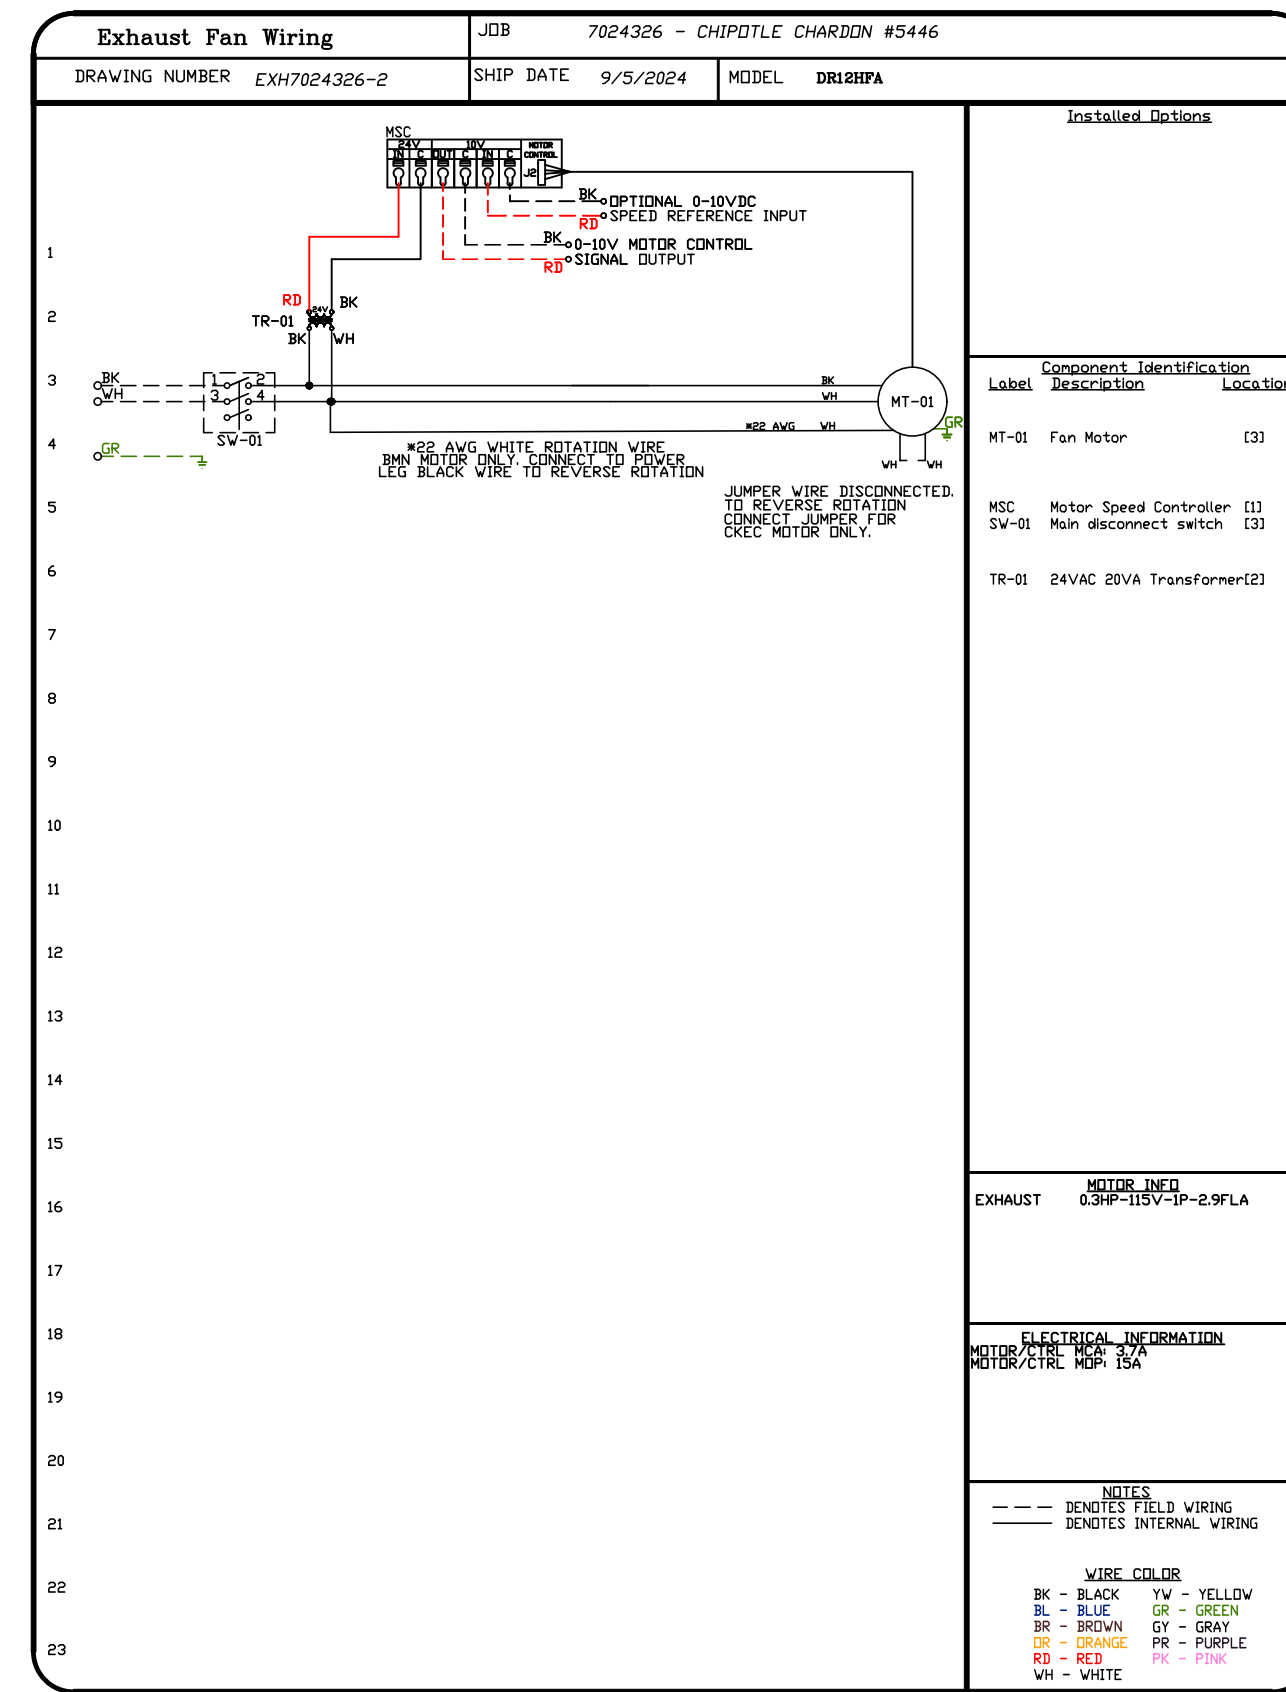 Exhaust Fan Wiring
JOB 7024326 - CHIPOTLE CHARDON #5446
DRAWING NUMBER EXH7024326-2
SHIP DATE 9/5/2024
MODEL DR12HFA
MSC
24V 10V MOTOR
IN C OUT C IN C CONTROL
J2
BK OPTIONAL 0-10VDC
RD SPEED REFERENCE INPUT
BK 0-10V MOTOR CONTROL
RD SIGNAL OUTPUT
RD 24V BK
TR-01
BK WH
BK 1 2 BK
WH 3 4 WH
MT-01
SW-01
*22 AWG WH
GR
GR
WH WH
*22 AWG WHITE ROTATION WIRE
BMN MOTOR ONLY. CONNECT TO POWER
LEG BLACK WIRE TO REVERSE ROTATION
JUMPER WIRE DISCONNECTED.
TO REVERSE ROTATION
CONNECT JUMPER FOR
CKEC MOTOR ONLY.
1
2
3
4
5
6
7
8
9
10
11
12
13
14
15
16
17
18
19
20
21
22
23
Installed Options
Component Identification
Label Description Location
MT-01 Fan Motor [3]
MSC Motor Speed Controller [1]
SW-01 Main disconnect switch [3]
TR-01 24VAC 20VA Transformer[2]
MOTOR INFO
EXHAUST 0.3HP-115V-1P-2.9FLA
ELECTRICAL INFORMATION
MOTOR/CTRL MCA: 3.7A
MOTOR/CTRL MOP: 15A
NOTES
DENOTES FIELD WIRING
DENOTES INTERNAL WIRING
WIRE COLOR
BK - BLACK YW - YELLOW
BL - BLUE GR - GREEN
BR - BROWN GY - GRAY
OR - ORANGE PR - PURPLE
RD - RED PK - PINK
WH - WHITE